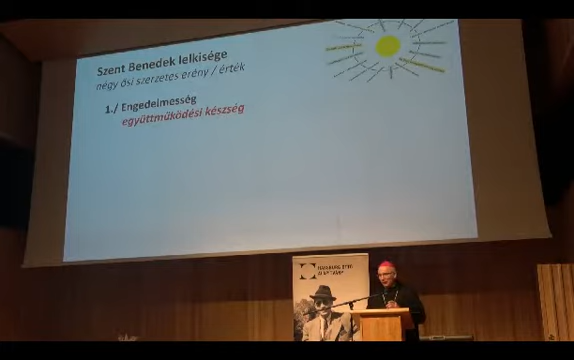 Szent Benedek lelkisége
négy ősi szerzetes erény / érték
1./ Engedelmesség
együttműködési készség